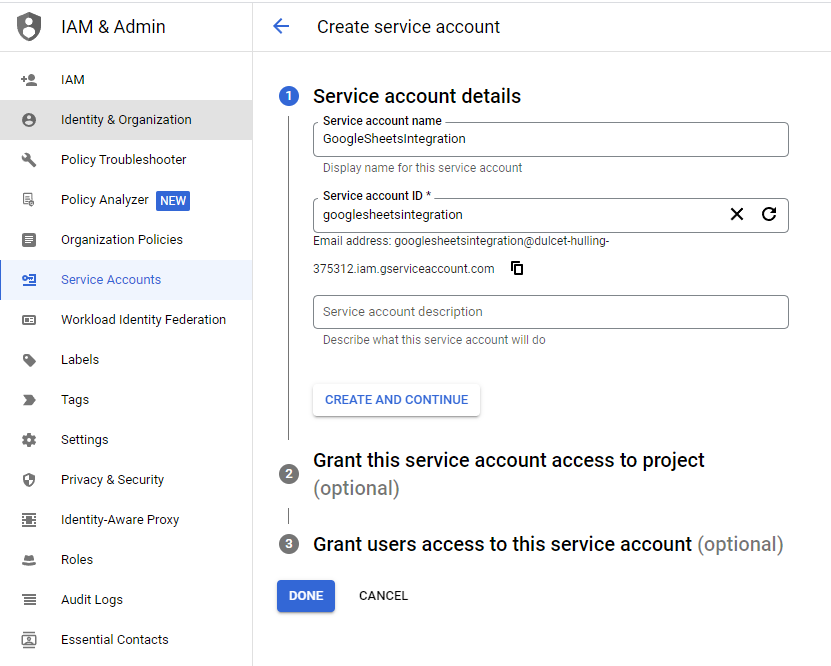 IAM & Admin
Create service account
IAM
Identity & Organization
Policy Troubleshooter
Policy Analyzer NEW
Organization Policies
Service Accounts
Workload Identity Federation
Labels
Tags
Settings
Privacy & Security
Identity-Aware Proxy
Roles
Audit Logs
Essential Contacts
1 Service account details
Service account name
GoogleSheetsIntegration
Display name for this service account
Service account ID *
googlesheetsintegration
Email address: googlesheetsintegration@dulcet-hulling-
375312.iam.gserviceaccount.com
Service account description
Describe what this service account will do
CREATE AND CONTINUE
2 Grant this service account access to project
(optional)
3 Grant users access to this service account (optional)
DONE CANCEL